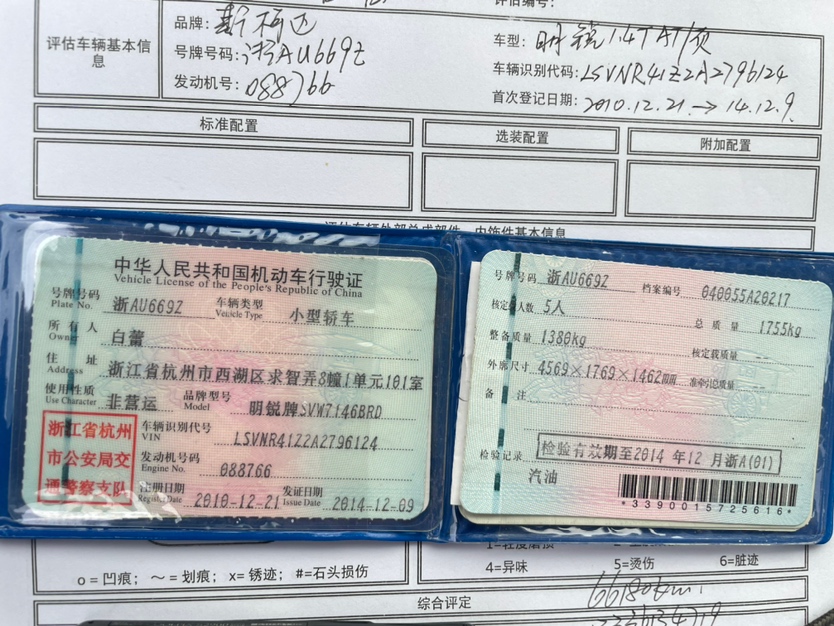 评估编号:
评估车辆基本信息
品牌: 斯柯达
车型: 明锐1.4T AT/
号牌号码: 浙AU669Z
车辆识别代码: LSVNR41Z2A2796124
发动机号: 088766
首次登记日期: 2010.12.21→14.12.9.
标准配置
选装配置
附加配置
内饰件基本信息
中华人民共和国机动车行驶证
Vehicle License of the People's Republic of China
号牌号码 浙AU669Z 车辆类型 小型轿车
Plate No. Vehicle Type
所有人 白蕾
Owner
住址 浙江省杭州市西湖区求智弄8幢1单元101室
Address
使用性质 非营运 品牌型号 明锐牌SVW7146BRD
Use Character Model
浙江省杭州市公安局交通警察支队
车辆识别代号 LSVNR41Z2A2796124
VIN
发动机号码 088766
Engine No.
注册日期 2010-12-21 发证日期 2014-12-09
Register Date Issue Date
号牌号码 浙AU669Z 档案编号 040055A20217
核定人数 5人 总质量 1755kg
整备质量 1380kg 核定载质量 --
外廓尺寸 4569×1769×1462mm 准牵引总质量 --
备注
检验记录 检验有效期至2014年12月浙A(01)
汽油
*3390015725616*
4=异味 5=烫伤 6=脏迹
o=凹痕; ~=划痕; x=锈迹; #=石头损伤
综合评定
66180km